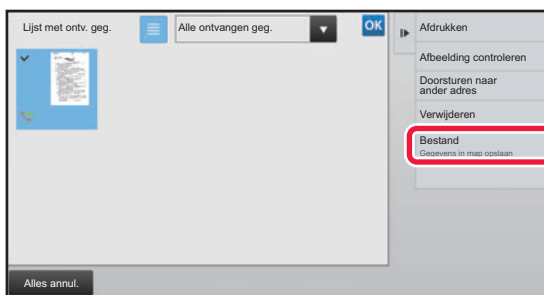 Lijst met ontv. geg.
Alle ontvangen geg.
OK
Afdrukken
Afbeelding controleren
Doorsturen naar
ander adres
Verwijderen
Bestand
Gegevens in map opslaan
Alles annul.